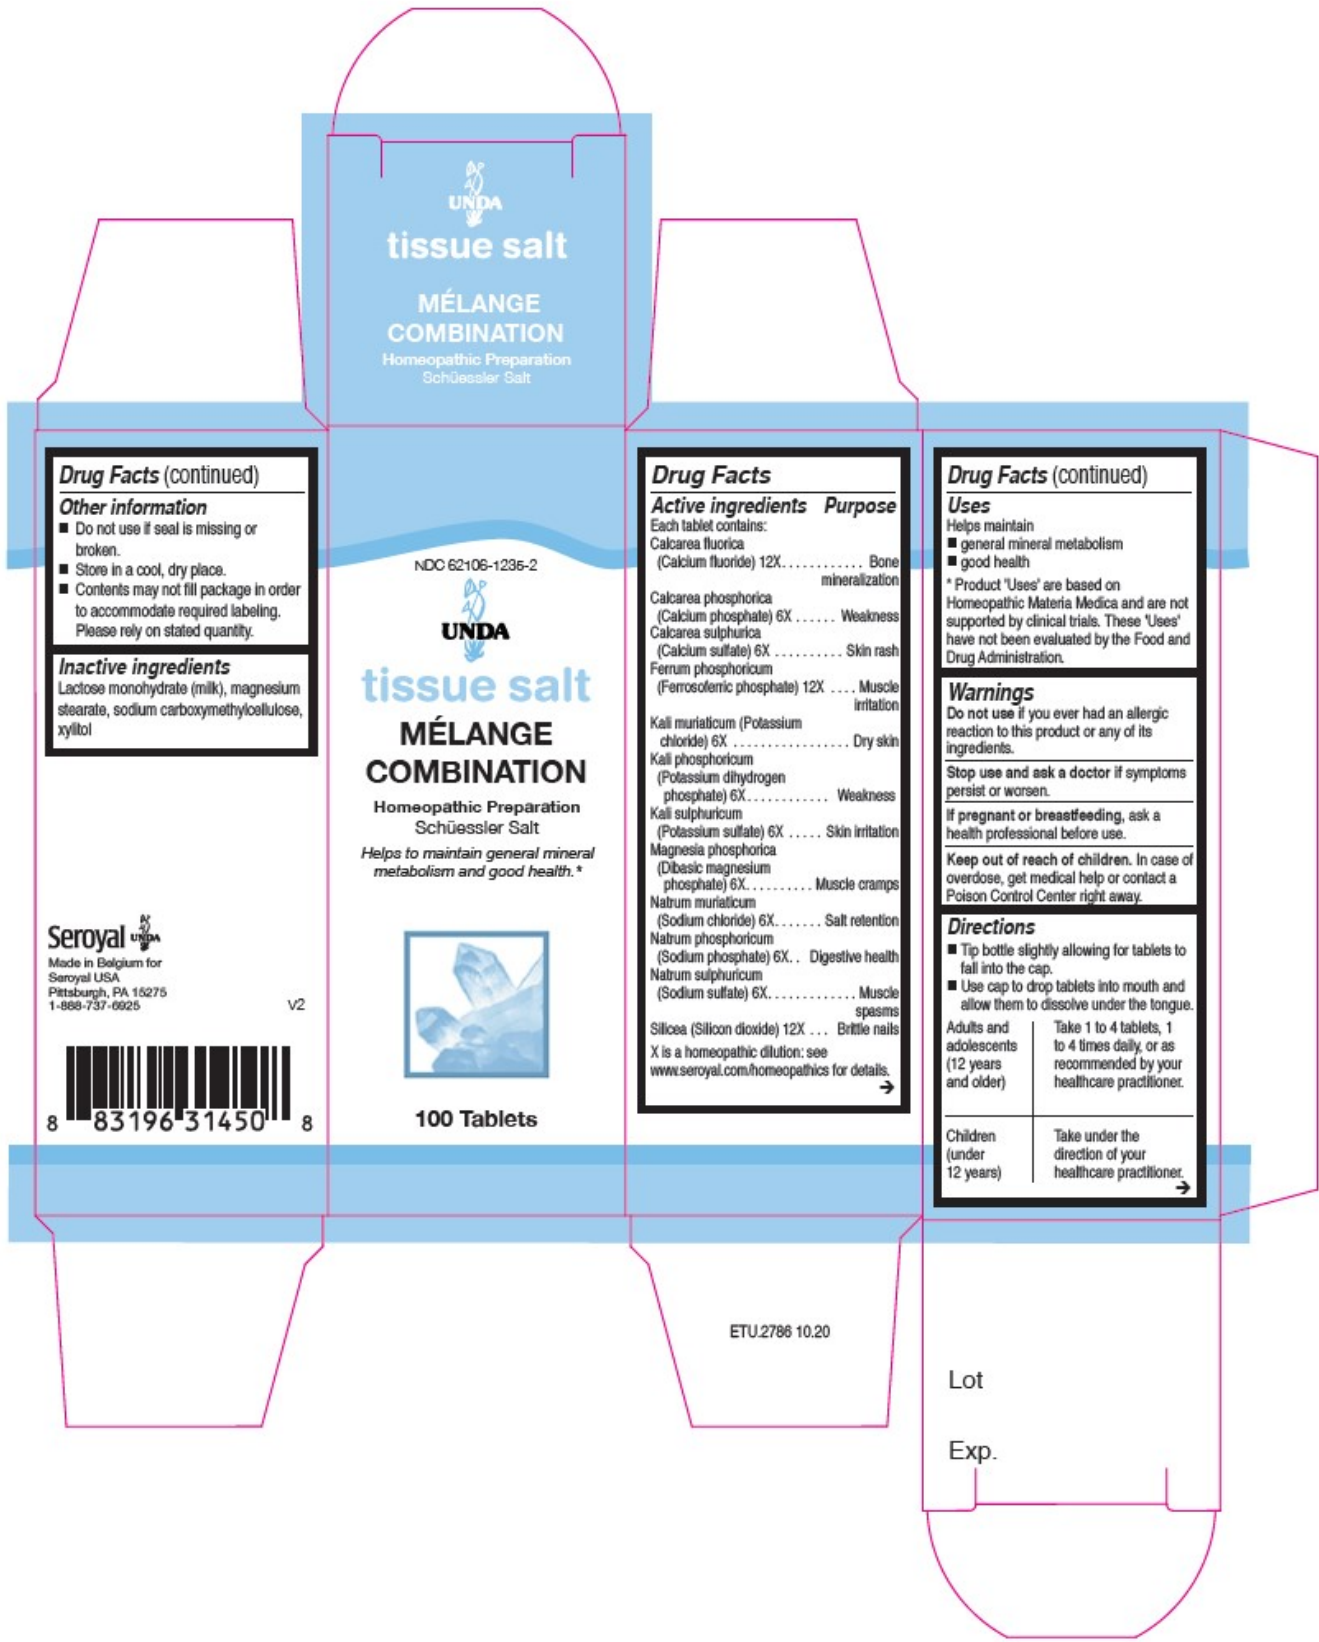 UNDA
tissue salt
MÉLANGE
COMBINATION
Homeopathic Preparation
Schüessler Salt
Drug Facts (continued)
Other information
■ Do not use if seal is missing or
broken.
■ Store in a cool, dry place.
■ Contents may not fill package in order
to accommodate required labeling.
Please rely on stated quantity.
Inactive ingredients
Lactose monohydrate (milk), magnesium
stearate, sodium carboxymethylcellulose,
xylitol
Seroyal UNDA
Made in Belgium for
Seroyal USA
Pittsburgh, PA 15275
1-888-737-6925
V2
8 83196 31450 8
NDC 62106-1235-2
UNDA
tissue salt
MÉLANGE
COMBINATION
Homeopathic Preparation
Schüessler Salt
Helps to maintain general mineral
metabolism and good health.*
100 Tablets
Drug Facts
Active ingredients Purpose
Each tablet contains:
Calcarea fluorica
(Calcium fluoride) 12X............ Bone
mineralization
Calcarea phosphorica
(Calcium phosphate) 6X ...... Weakness
Calcarea sulphurica
(Calcium sulfate) 6X .......... Skin rash
Ferrum phosphoricum
(Ferrosoferric phosphate) 12X .... Muscle
irritation
Kali muriaticum (Potassium
chloride) 6X ................. Dry skin
Kali phosphoricum
(Potassium dihydrogen
phosphate) 6X............ Weakness
Kali sulphuricum
(Potassium sulfate) 6X ..... Skin irritation
Magnesia phosphorica
(Dibasic magnesium
phosphate) 6X.......... Muscle cramps
Natrum muriaticum
(Sodium chloride) 6X....... Salt retention
Natrum phosphoricum
(Sodium phosphate) 6X.. Digestive health
Natrum sulphuricum
(Sodium sulfate) 6X............. Muscle
spasms
Silicea (Silicon dioxide) 12X ... Brittle nails
X is a homeopathic dilution: see
www.seroyal.com/homeopathics for details.
→
Drug Facts (continued)
Uses
Helps maintain
■ general mineral metabolism
■ good health
* Product 'Uses' are based on
Homeopathic Materia Medica and are not
supported by clinical trials. These 'Uses'
have not been evaluated by the Food and
Drug Administration.
Warnings
Do not use if you ever had an allergic
reaction to this product or any of its
ingredients.
Stop use and ask a doctor if symptoms
persist or worsen.
If pregnant or breastfeeding, ask a
health professional before use.
Keep out of reach of children. In case of
overdose, get medical help or contact a
Poison Control Center right away.
Directions
■ Tip bottle slightly allowing for tablets to
fall into the cap.
■ Use cap to drop tablets into mouth and
allow them to dissolve under the tongue.
Adults and Take 1 to 4 tablets, 1
adolescents to 4 times daily, or as
(12 years recommended by your
and older) healthcare practitioner.
Children Take under the
(under direction of your
12 years) healthcare practitioner.
→
ETU.2786 10.20
Lot
Exp.